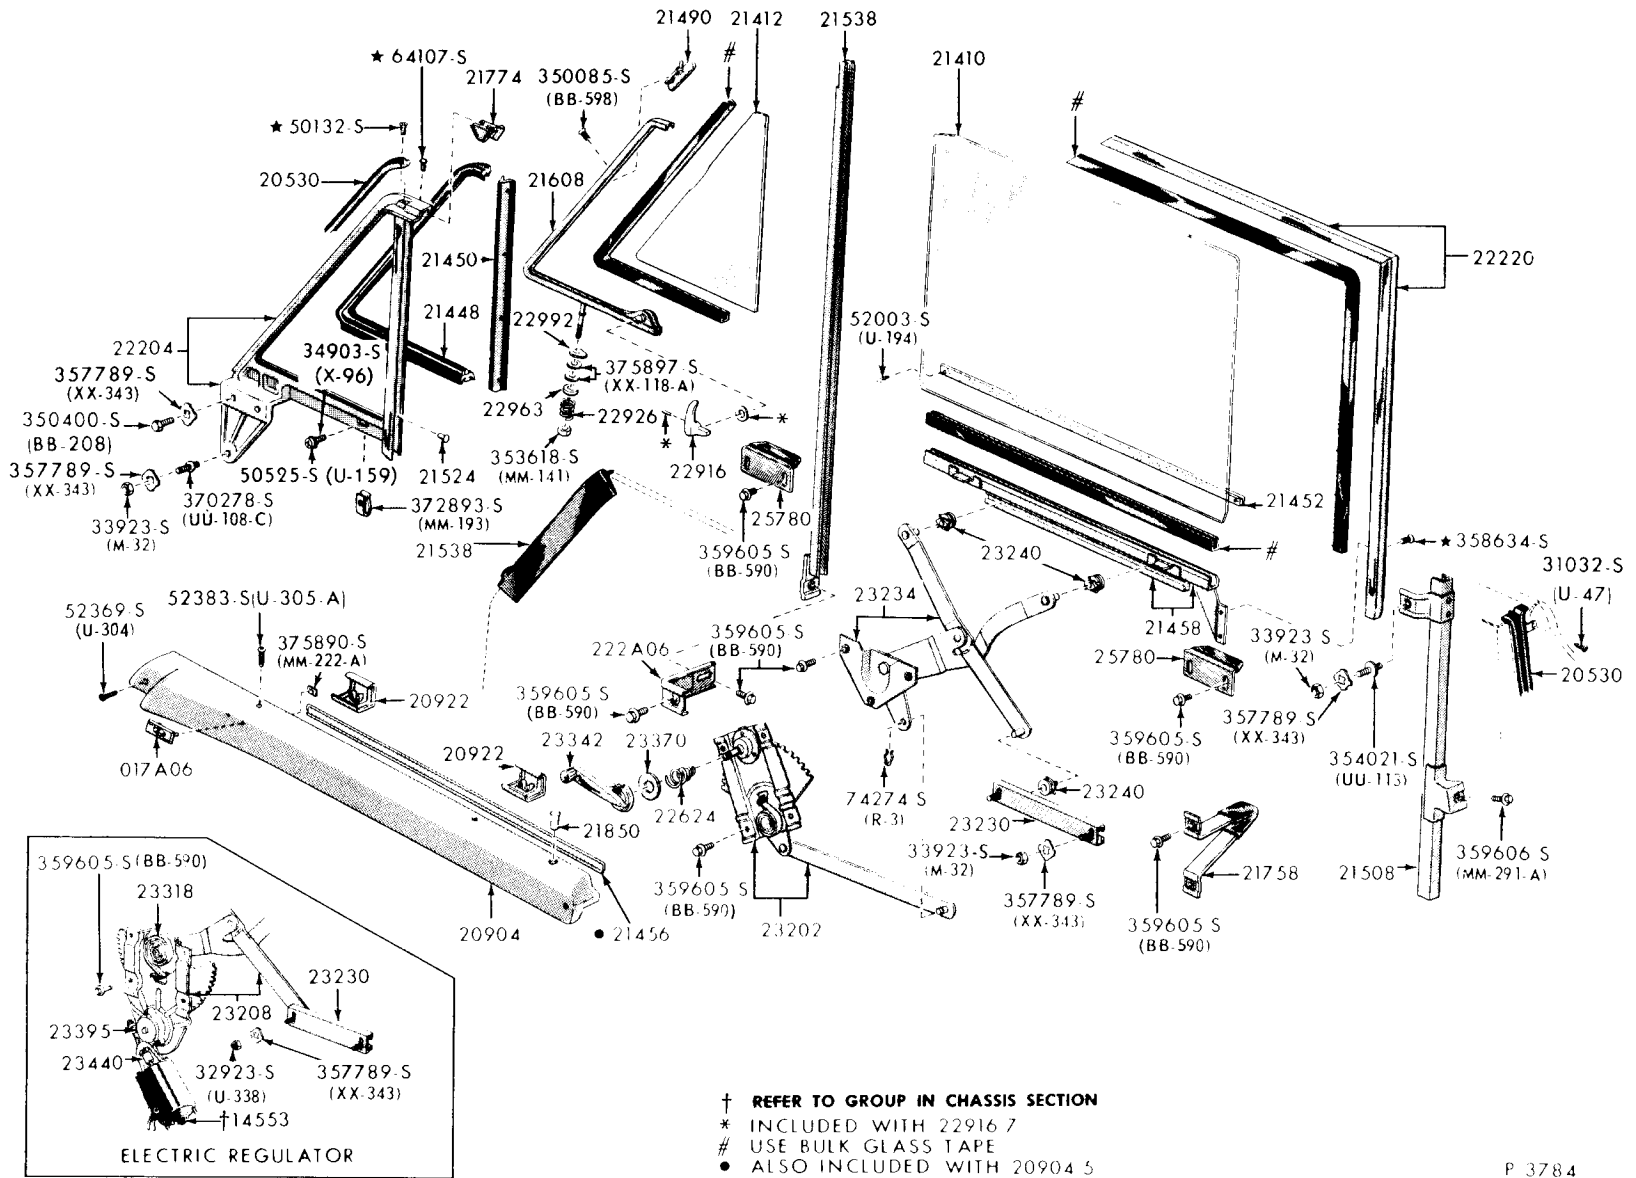 21490
21412
21538
#
★ 64107-S
21774
350085-S
(BB-598)
21410
#
★ 50132-S
20530
21608
21450
22220
21448
22992
52003-S
(U-194)
22204
34903-S
(X-96)
375897-S
(XX-118-A)
357789-S
(XX-343)
22963
22926
*
*
350400-S
(BB-208)
22916
353618-S
(MM-141)
357789-S
(XX-343)
50525-S (U-159)
21524
21452
370278-S
(UU-108-C)
372893-S
(MM-193)
25780
33923-S
(M-32)
21538
359605 S
(BB-590)
23240
#
★ 358634-S
31032-S
(U-47)
52383-S(U-305-A)
23234
52369-S
(U-304)
21458
375890-S
(MM-222-A)
222A06
359605-S
(BB-590)
33923 S
(M-32)
25780
20530
20922
359605 S
(BB-590)
357789-S
(XX-343)
359605-S
(BB-590)
354021-S
(UU-113)
017A06
20922
23342
23370
74274 S
(R-3)
23240
22624
23230
21850
33923-S
(M-32)
359605-S(BB-590)
359605 S
(BB-590)
357789-S
(XX-343)
21758
21508
359606 S
(MM-291-A)
23318
20904
● 21456
23202
359605 S
(BB-590)
23230
23208
23395
23440
32923-S
(U-338)
357789-S
(XX-343)
†14553
ELECTRIC REGULATOR
† REFER TO GROUP IN CHASSIS SECTION
* INCLUDED WITH 22916 7
# USE BULK GLASS TAPE
● ALSO INCLUDED WITH 20904 5
P 3784